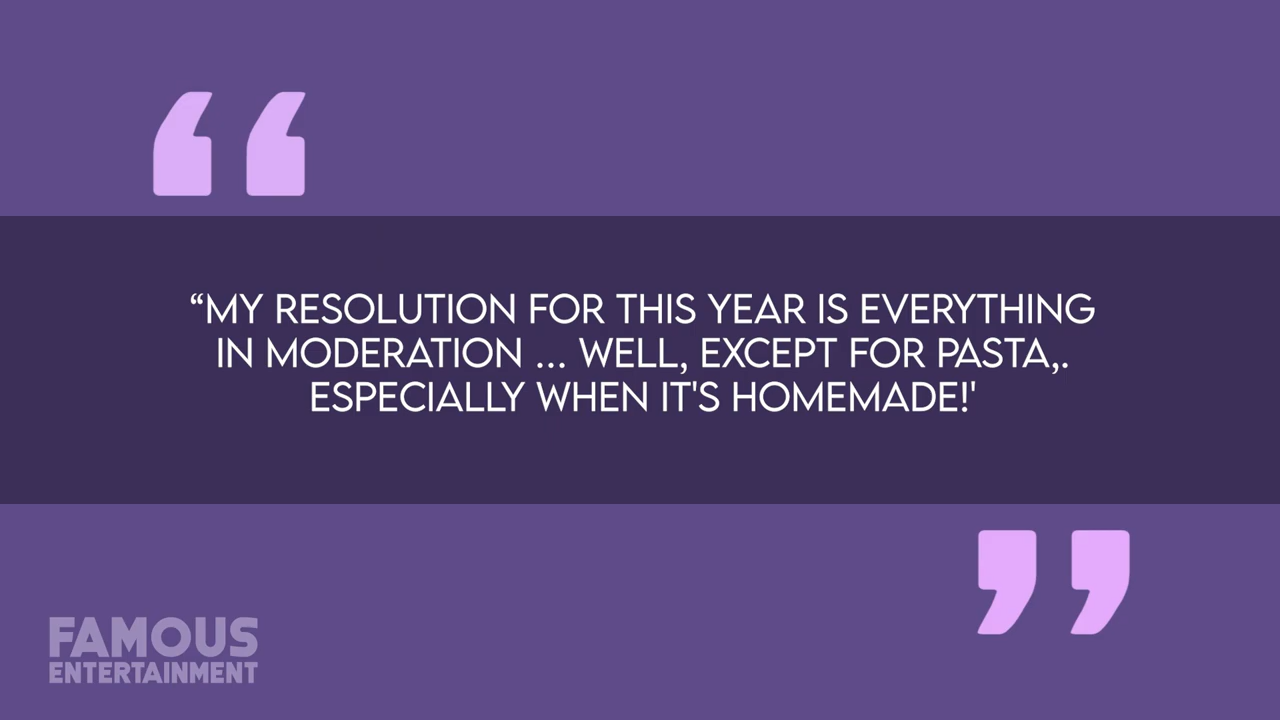 “MY RESOLUTION FOR THIS YEAR IS EVERYTHING
IN MODERATION ... WELL, EXCEPT FOR PASTA,.
ESPECIALLY WHEN IT'S HOMEMADE!'
FAMOUS
ENTERTAINMENT